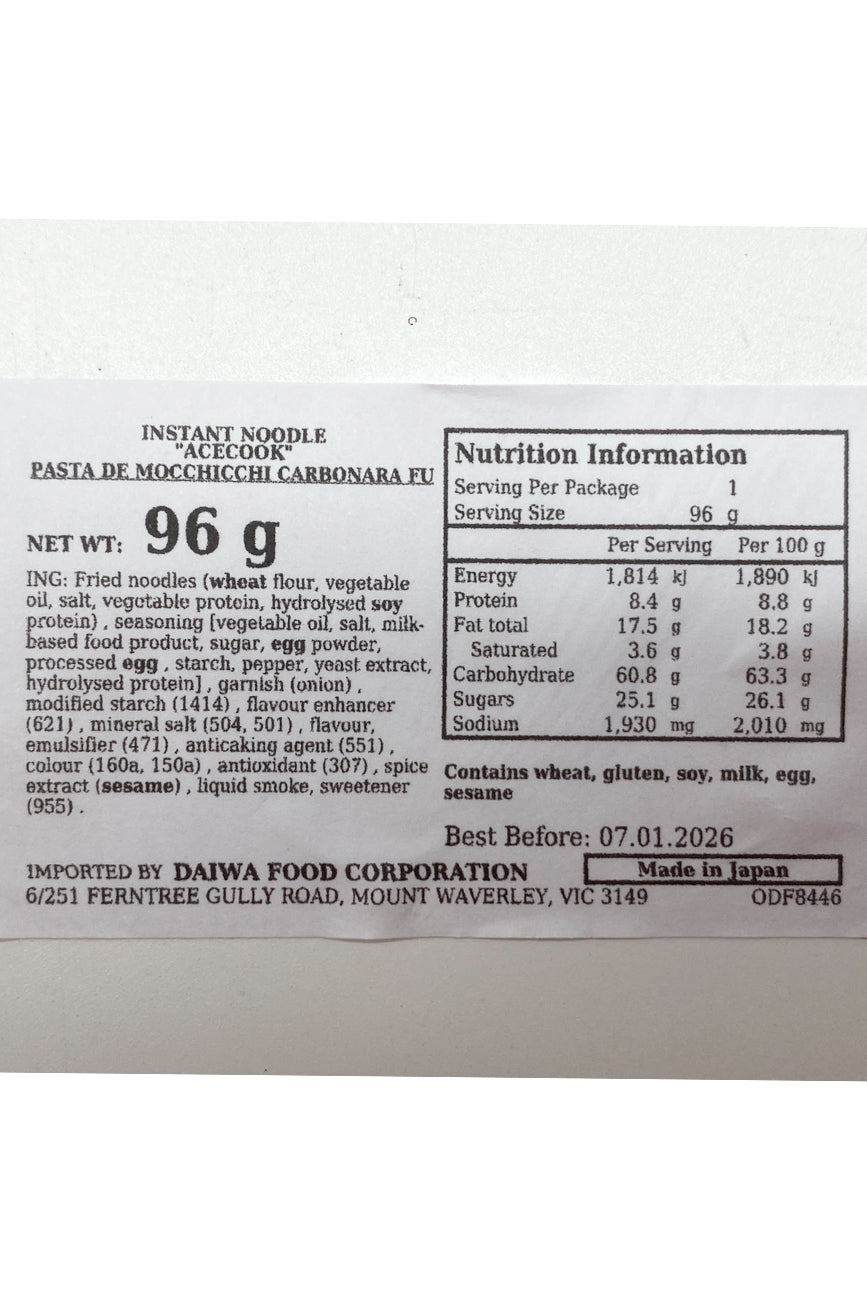 INSTANT NOODLE
"ACECOOK"
PASTA DE MOCCHICCHI CARBONARA FU
NET WT: 96 g
ING: Fried noodles (wheat flour, vegetable
oil, salt, vegetable protein, hydrolysed soy
protein) , seasoning [vegetable oil, salt, milk-
based food product, sugar, egg powder,
processed egg , starch, pepper, yeast extract,
hydrolysed protein] , garnish (onion) ,
modified starch (1414) , flavour enhancer
(621) , mineral salt (504, 501) , flavour,
emulsifier (471) , anticaking agent (551) ,
colour (160a, 150a) , antioxidant (307) , spice
extract (sesame) , liquid smoke, sweetener
(955) .
Nutrition Information
Serving Per Package 1
Serving Size 96 g
Per Serving Per 100 g
Energy 1,814 kJ 1,890 kJ
Protein 8.4 g 8.8 g
Fat total 17.5 g 18.2 g
Saturated 3.6 g 3.8 g
Carbohydrate 60.8 g 63.3 g
Sugars 25.1 g 26.1 g
Sodium 1,930 mg 2,010 mg
Contains wheat, gluten, soy, milk, egg,
sesame
Best Before: 07.01.2026
IMPORTED BY DAIWA FOOD CORPORATION
Made in Japan
6/251 FERNTREE GULLY ROAD, MOUNT WAVERLEY, VIC 3149
ODF8446